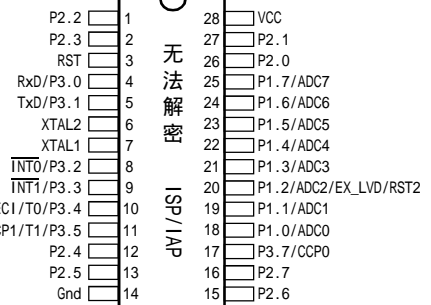 P2.2 1 28 VCC
P2.3 2 27 P2.1
RST 3 26 P2.0
RxD/P3.0 4 25 P1.7/ADC7
TxD/P3.1 5 24 P1.6/ADC6
XTAL2 6 23 P1.5/ADC5
XTAL1 7 22 P1.4/ADC4
INT0/P3.2 8 21 P1.3/ADC3
INT1/P3.3 9 20 P1.2/ADC2/EX_LVD/RST2
ECI/T0/P3.4 10 19 P1.1/ADC1
CP1/T1/P3.5 11 18 P1.0/ADC0
P2.4 12 17 P3.7/CCP0
P2.5 13 16 P2.7
Gnd 14 15 P2.6
无法解密 ISP/IAP